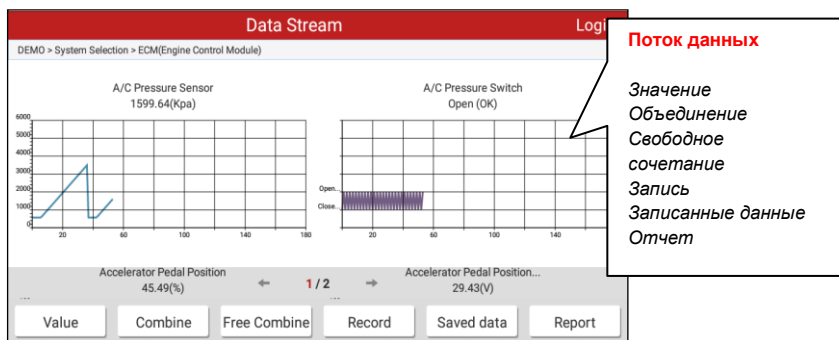 Data Stream
Logi
DEMO > System Selection > ECM(Engine Control Module)
A/C Pressure Sensor
1599.64(Kpa)
6000
5000
4000
3000
2000
1000
0
20
60
100
140
180
A/C Pressure Switch
Open (OK)
Open...
Close...
20
60
100
140
Accelerator Pedal Position
45.49(%)
1 / 2
Accelerator Pedal Position...
29.43(V)
Value
Combine
Free Combine
Record
Saved data
Report
Поток данных
Значение
Объединение
Свободное
сочетание
Запись
Записанные данные
Отчет